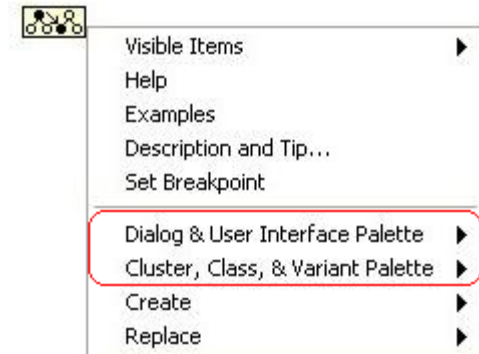 Visible Items
Help
Examples
Description and Tip...
Set Breakpoint
Dialog & User Interface Palette
Cluster, Class, & Variant Palette
Create
Replace